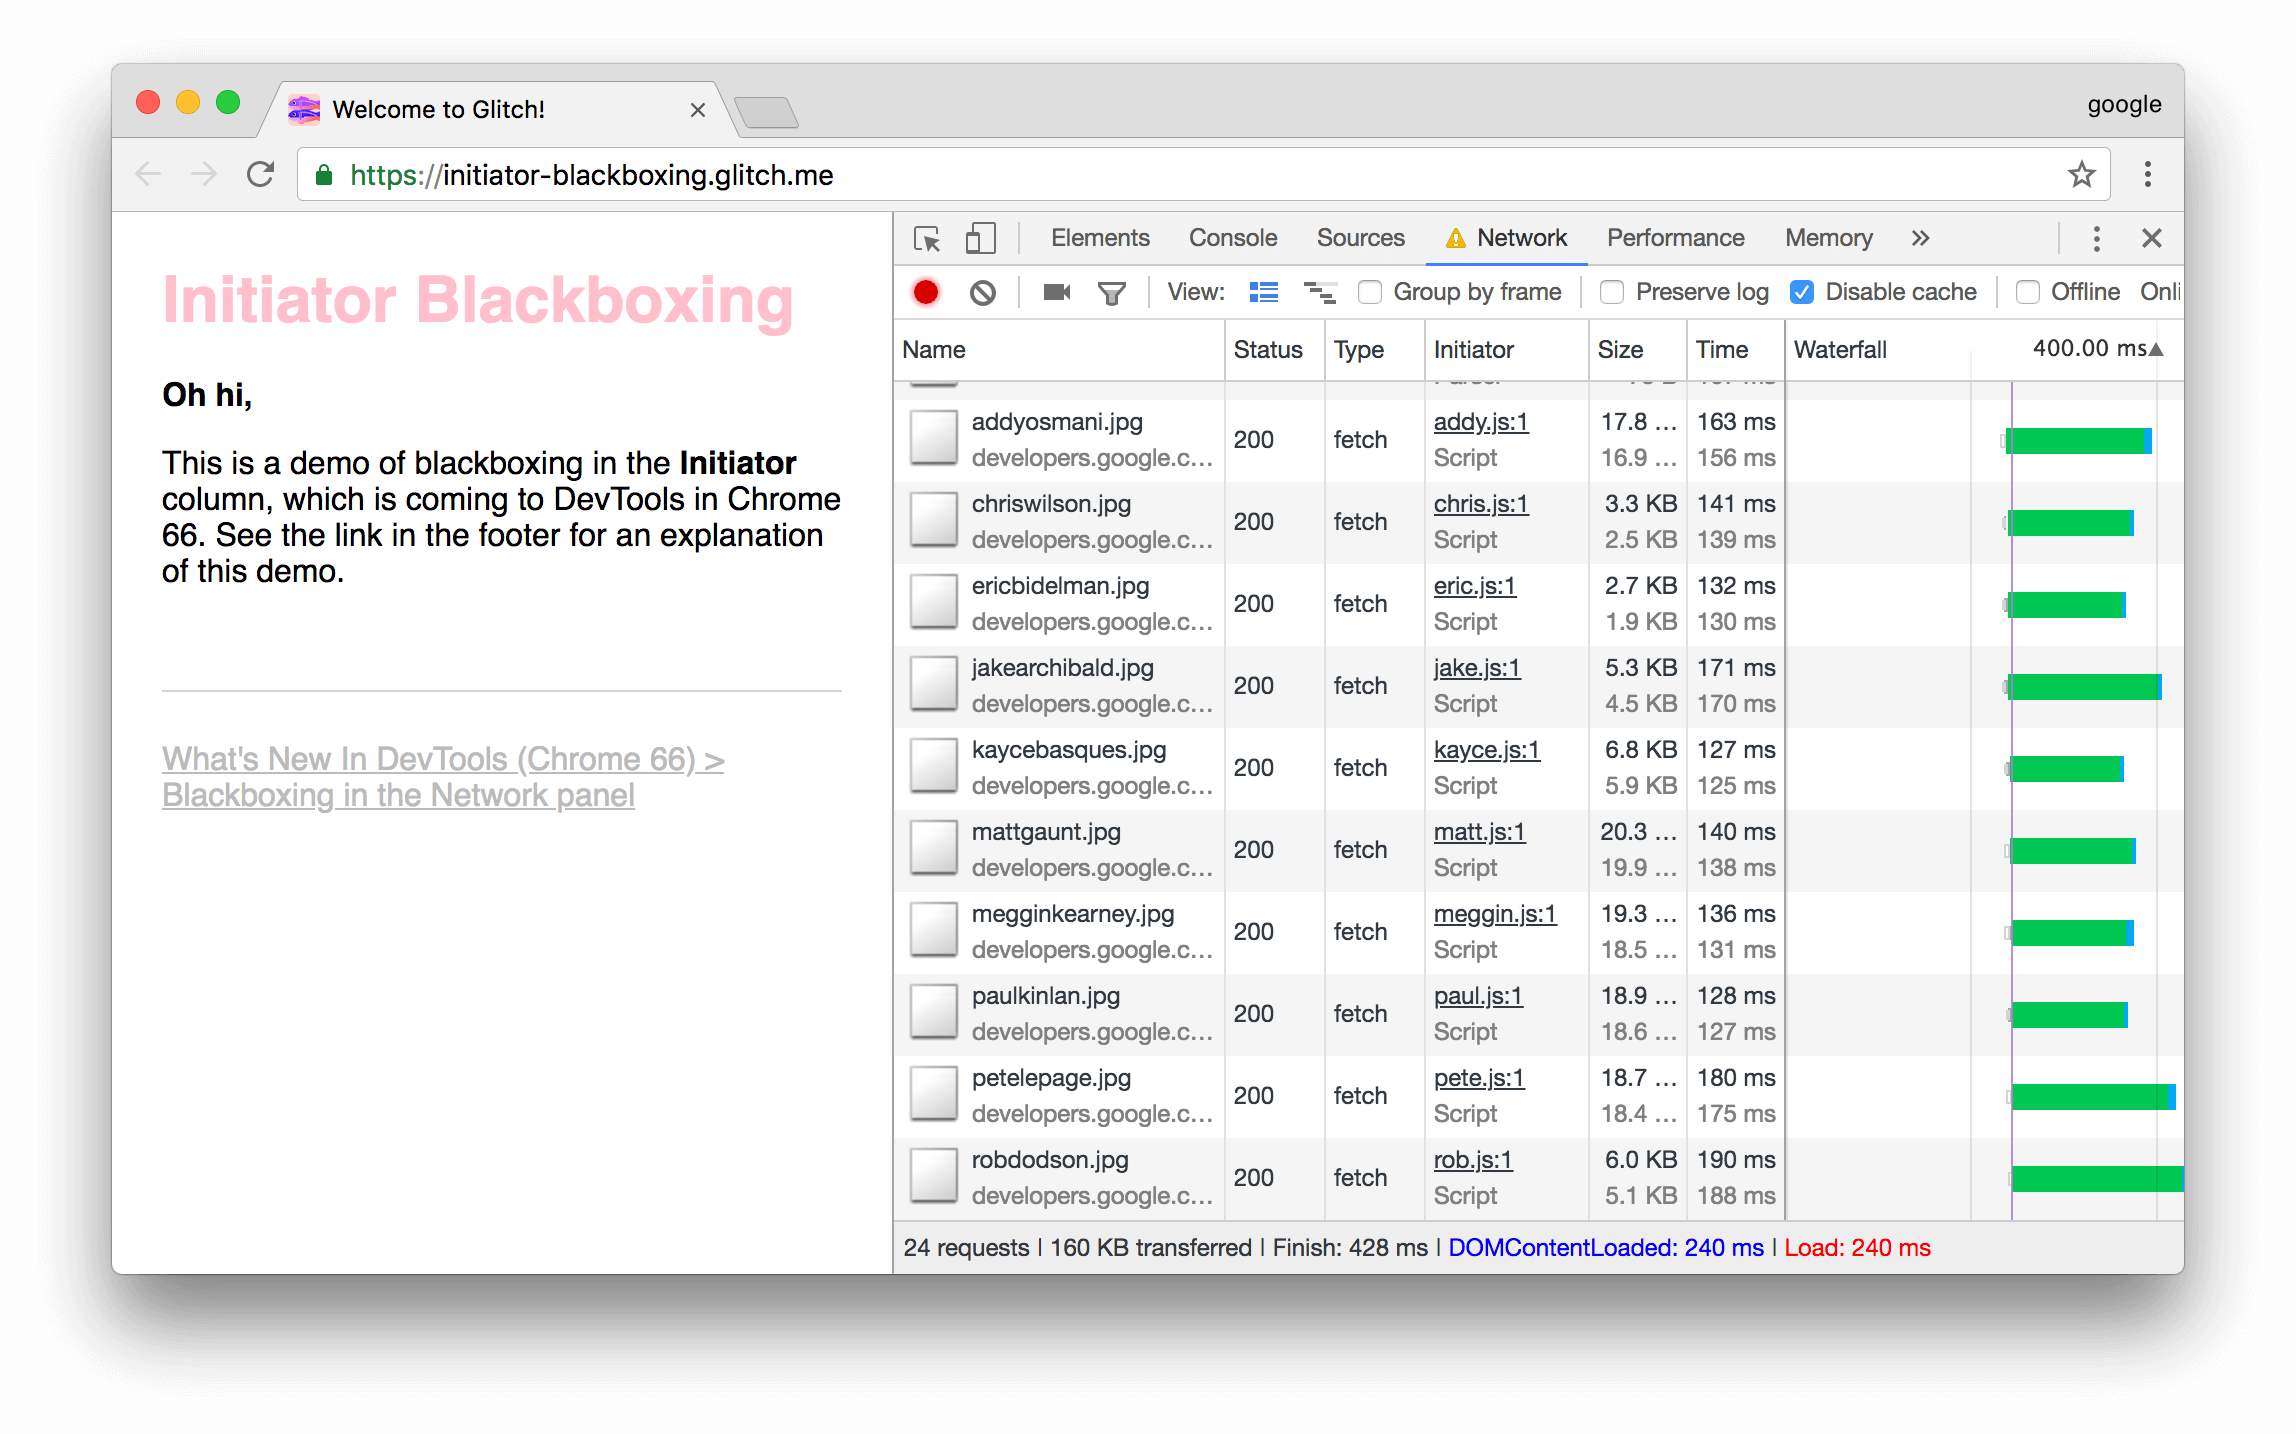 Welcome to Glitch!
google
https://initiator-blackboxing.glitch.me
Initiator Blackboxing
Oh hi,
This is a demo of blackboxing in the Initiator
column, which is coming to DevTools in Chrome
66. See the link in the footer for an explanation
of this demo.
What's New In DevTools (Chrome 66) >
Blackboxing in the Network panel
Elements Console Sources Network Performance Memory »
View: Group by frame Preserve log Disable cache Offline Onli
Name Status Type Initiator Size Time Waterfall 400.00 ms
addyosmani.jpg 200 fetch addy.js:1 17.8 … 163 ms
developers.google.c… Script 16.9 … 156 ms
chriswilson.jpg 200 fetch chris.js:1 3.3 KB 141 ms
developers.google.c… Script 2.5 KB 139 ms
ericbidelman.jpg 200 fetch eric.js:1 2.7 KB 132 ms
developers.google.c… Script 1.9 KB 130 ms
jakearchibald.jpg 200 fetch jake.js:1 5.3 KB 171 ms
developers.google.c… Script 4.5 KB 170 ms
kaycebasques.jpg 200 fetch kayce.js:1 6.8 KB 127 ms
developers.google.c… Script 5.9 KB 125 ms
mattgaunt.jpg 200 fetch matt.js:1 20.3 … 140 ms
developers.google.c… Script 19.9 … 138 ms
megginkearney.jpg 200 fetch meggin.js:1 19.3 … 136 ms
developers.google.c… Script 18.5 … 131 ms
paulkinlan.jpg 200 fetch paul.js:1 18.9 … 128 ms
developers.google.c… Script 18.6 … 127 ms
petelepage.jpg 200 fetch pete.js:1 18.7 … 180 ms
developers.google.c… Script 18.4 … 175 ms
robdodson.jpg 200 fetch rob.js:1 6.0 KB 190 ms
developers.google.c… Script 5.1 KB 188 ms
24 requests | 160 KB transferred | Finish: 428 ms | DOMContentLoaded: 240 ms | Load: 240 ms